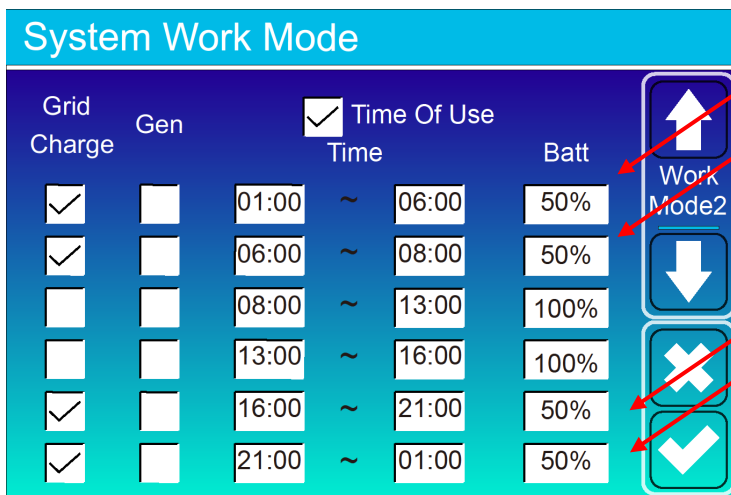 System Work Mode
Grid Charge
Gen
Time Of Use
Time
Batt
01:00 ~ 06:00 50%
06:00 ~ 08:00 50%
08:00 ~ 13:00 100%
13:00 ~ 16:00 100%
16:00 ~ 21:00 50%
21:00 ~ 01:00 50%
Work
Mode2